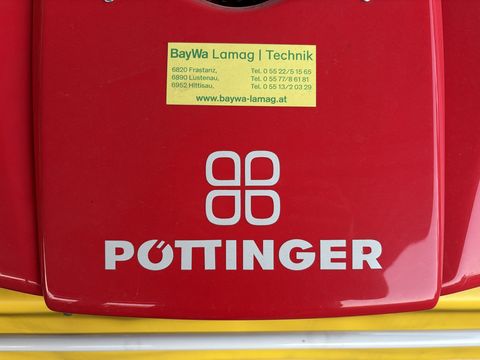 BayWa Lamag | Technik
6820 Frastanz, Tel. 0 55 22/5 15 65
6890 Lustenau, Tel. 0 55 77/8 61 81
6952 Hittisau, Tel. 0 55 13/2 03 29
www.baywa-lamag.at
PÖTTINGER